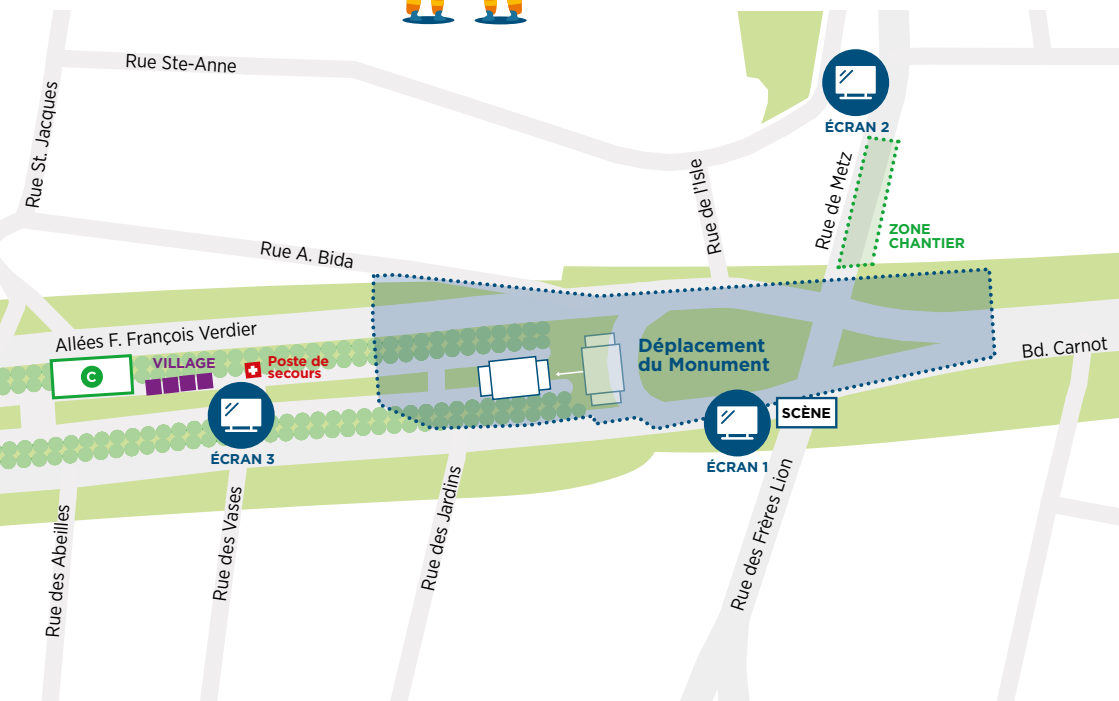 Rue Ste-Anne
Rue St. Jacques
ÉCRAN 2
Rue de l'Isle
Rue de Metz
ZONE
CHANTIER
Rue A. Bida
Allées F. François Verdier
C
VILLAGE
Poste de
secours
Déplacement
du Monument
Bd. Carnot
SCÈNE
ÉCRAN 3
ÉCRAN 1
Rue des Abeilles
Rue des Vases
Rue des Jardins
Rue des Frères Lion